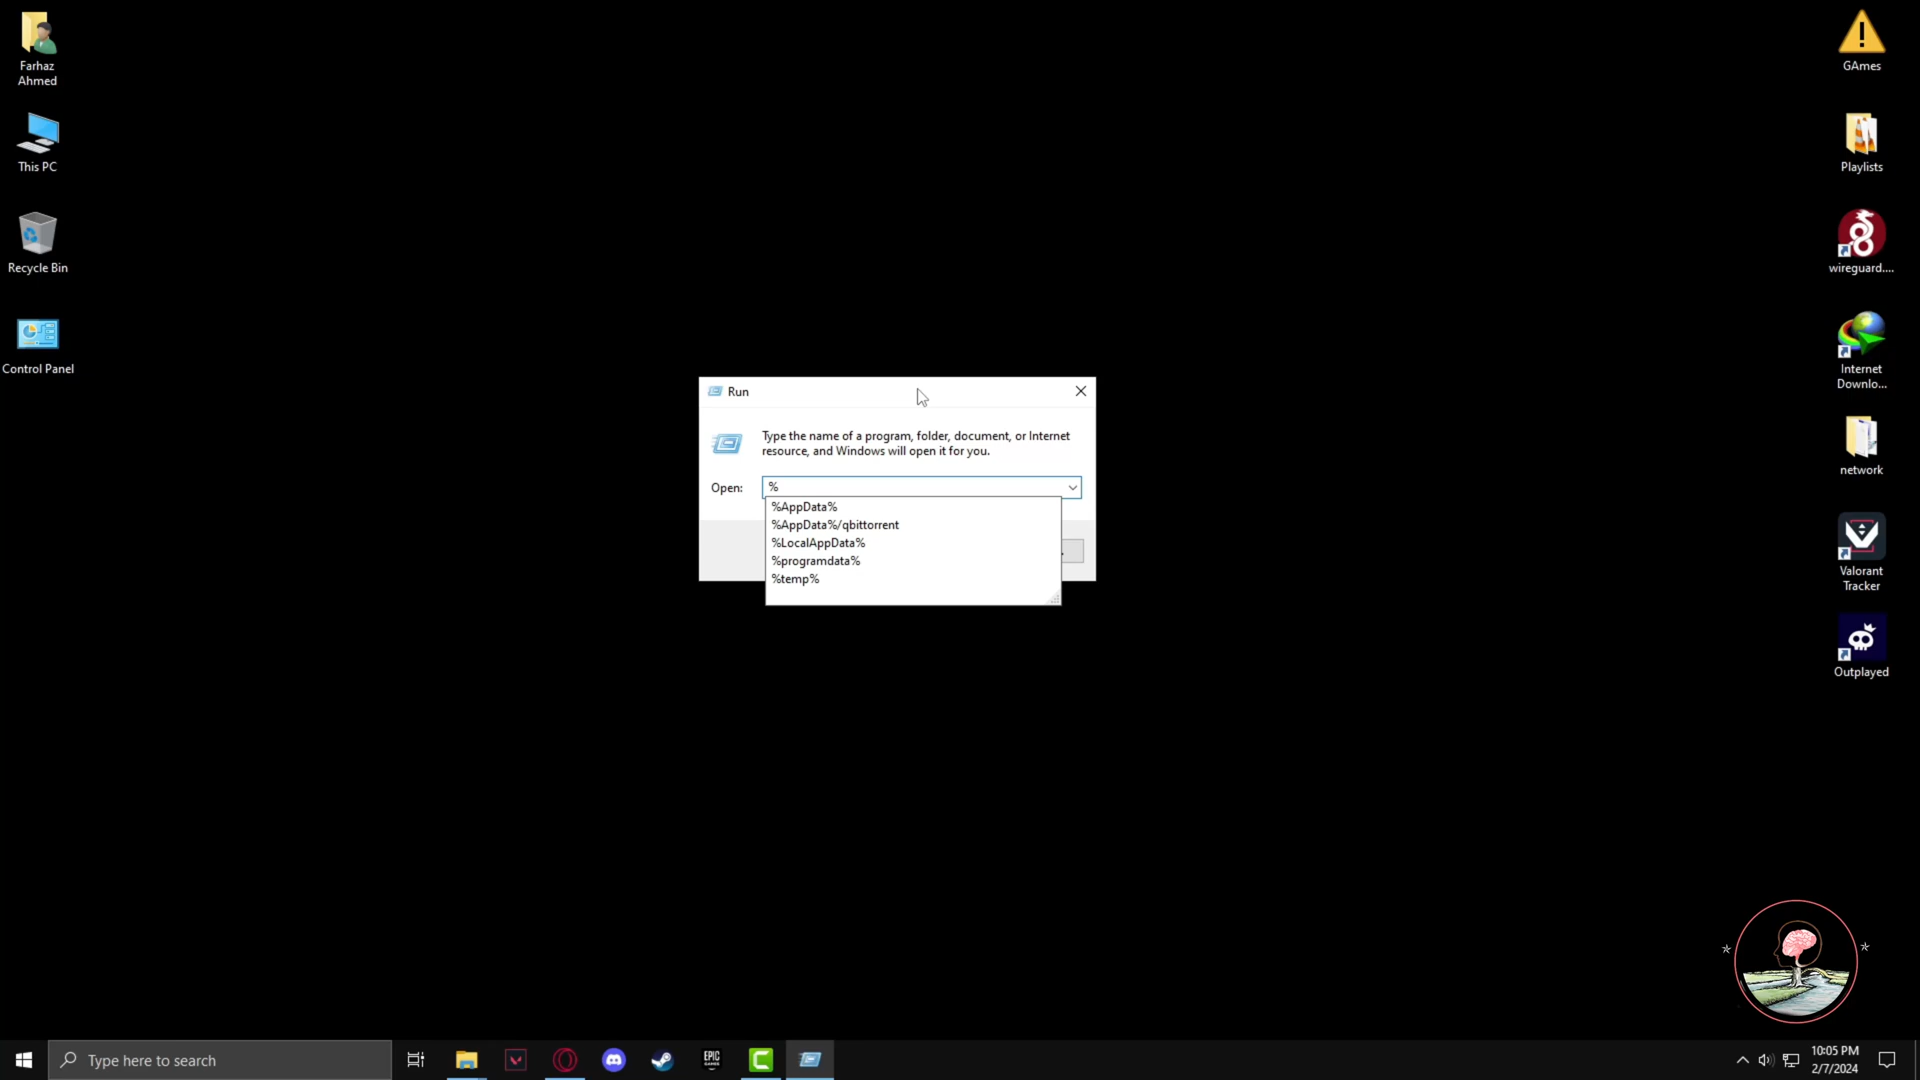 Farhaz
Ahmed
This PC
Recycle Bin
Control Panel
GAmes
Playlists
wireguard....
Internet
Downlo...
network
Valorant
Tracker
Outplayed
Run
Type the name of a program, folder, document, or Internet
resource, and Windows will open it for you.
Open:
%
%AppData%
%AppData%/qbittorrent
%LocalAppData%
%programdata%
%temp%
Type here to search
EPIC
GAMES
10:05 PM
2/7/2024